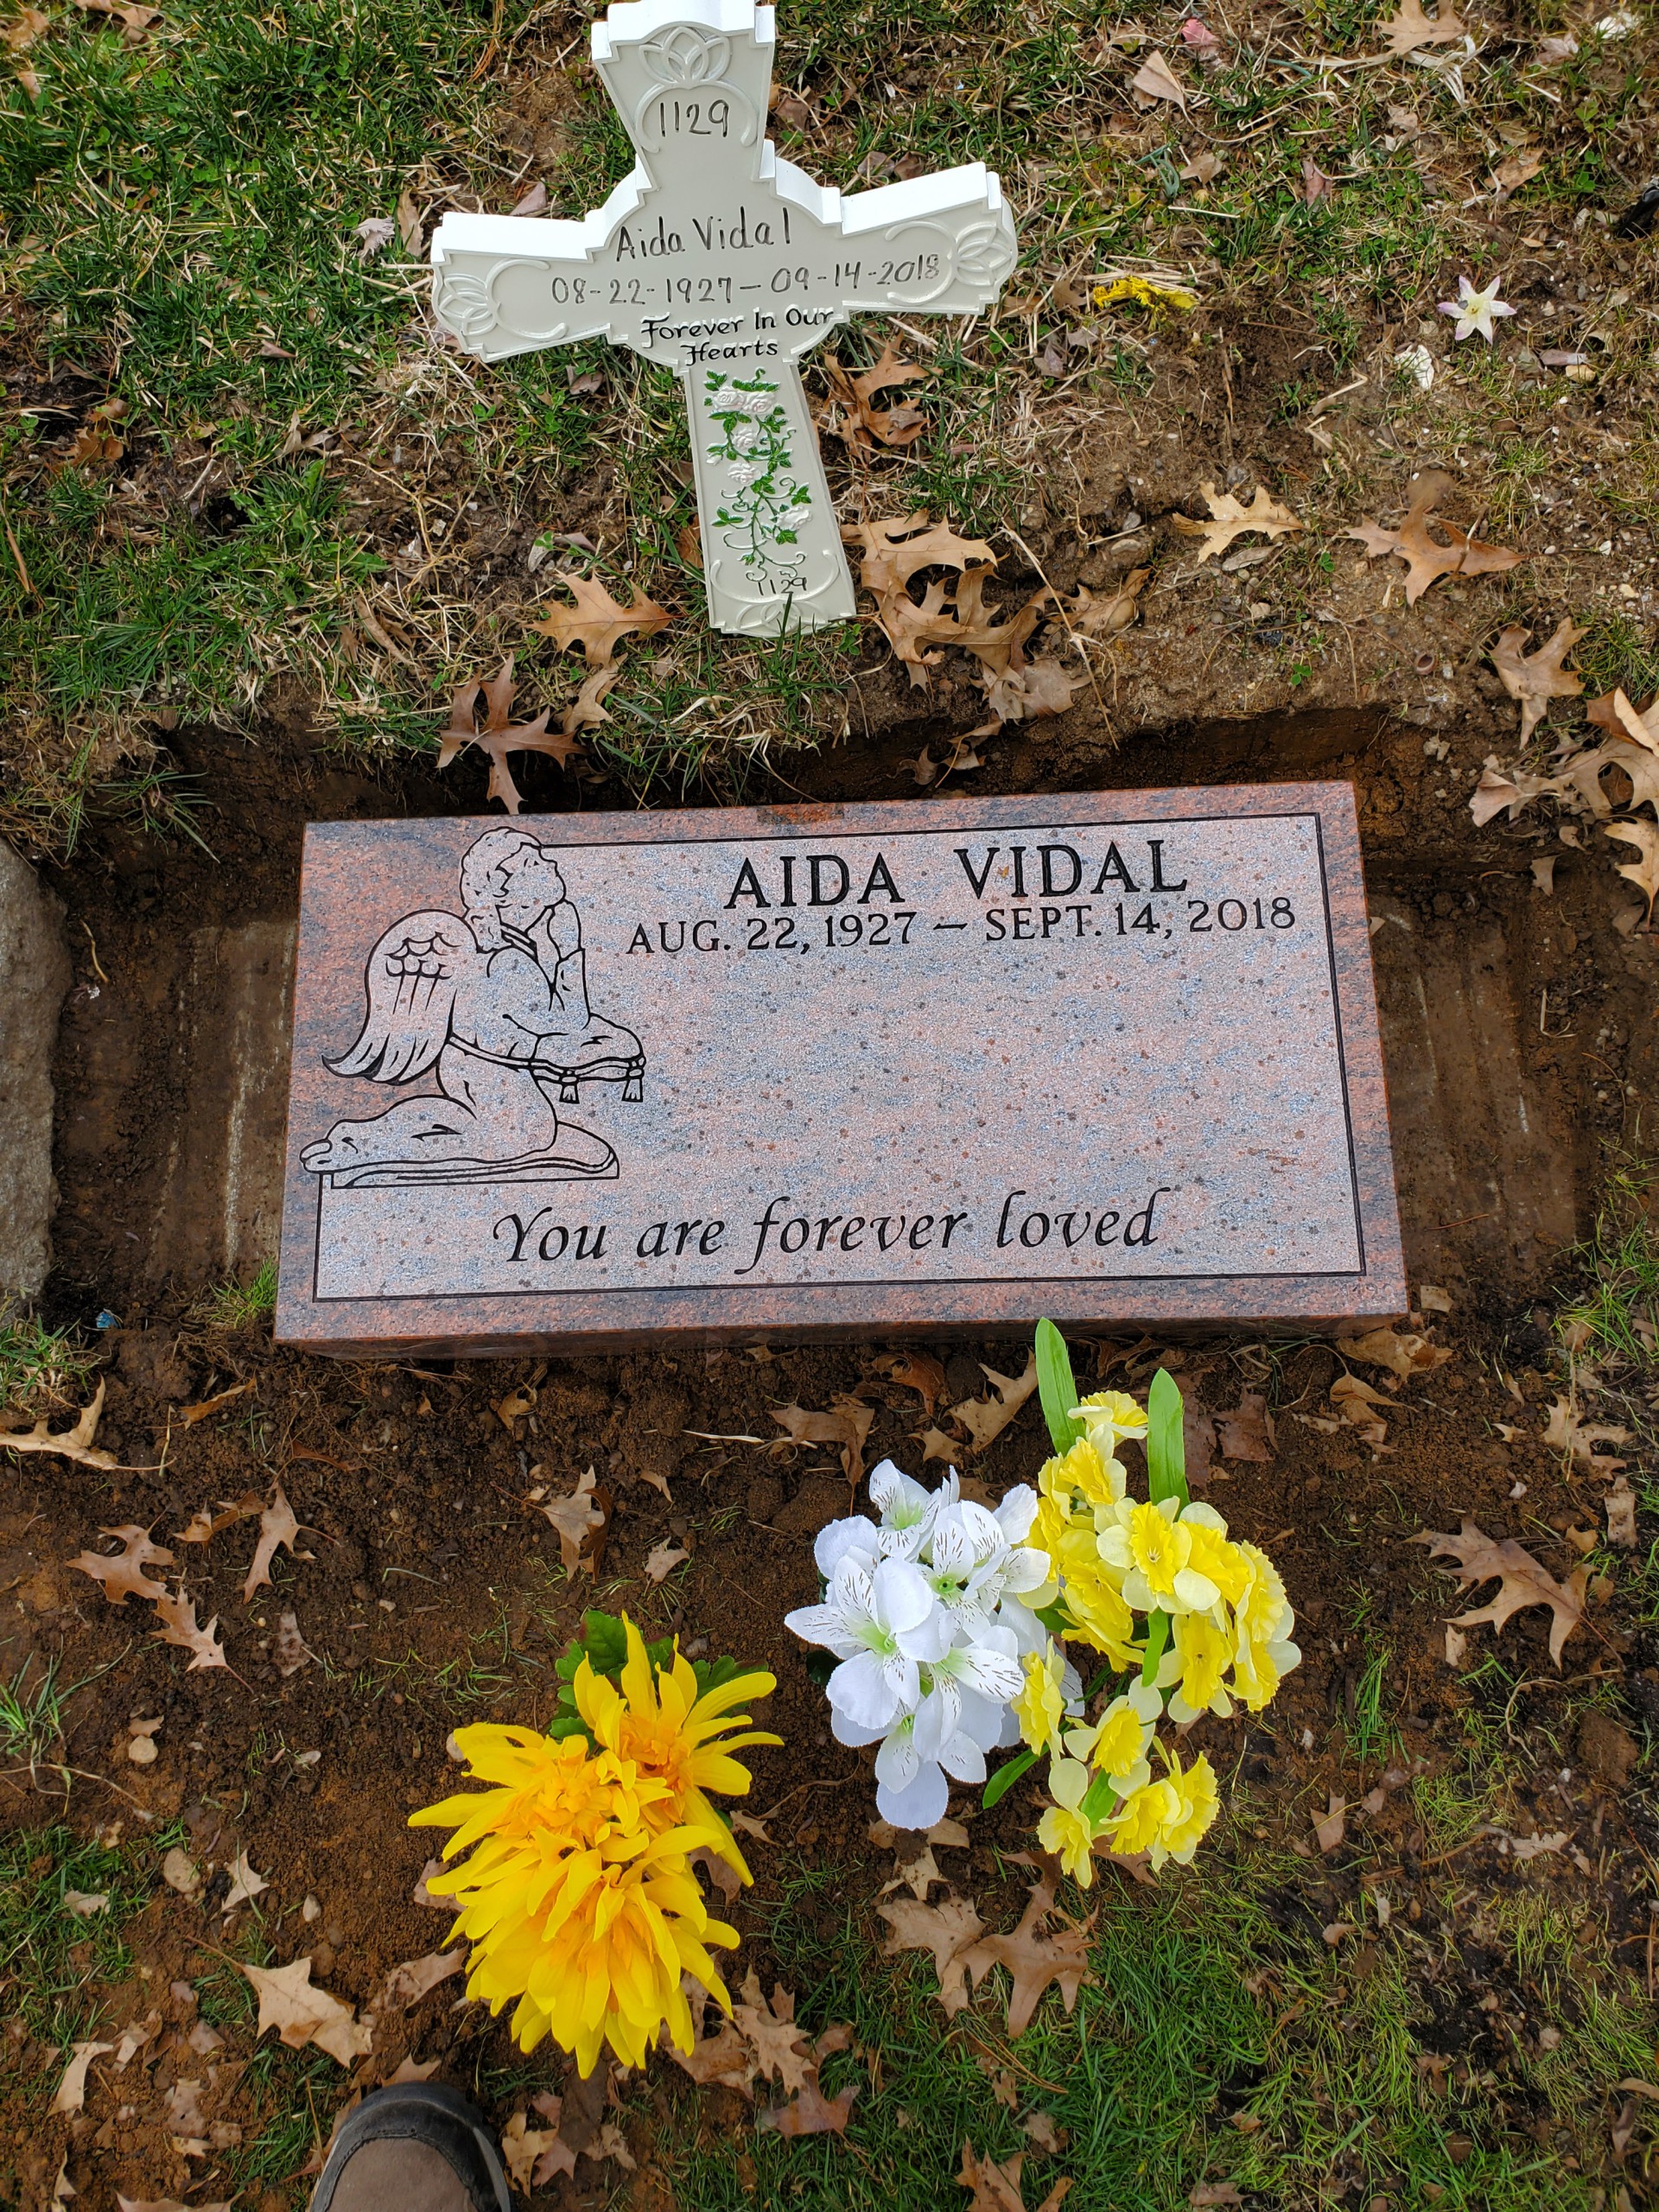 1129
Aida Vidal
08-22-1927 — 09-14-2018
Forever In Our
Hearts
1129
AIDA VIDAL
AUG. 22, 1927 — SEPT. 14, 2018
You are forever loved